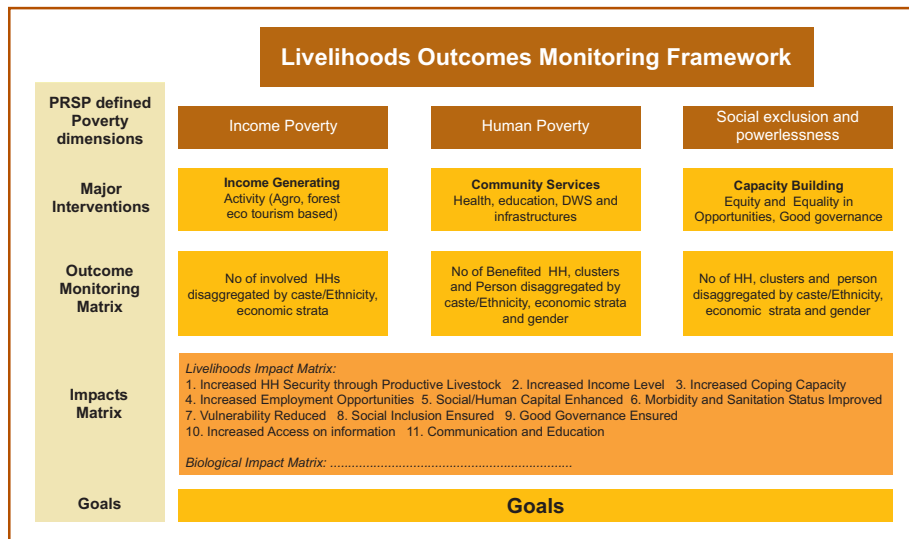 Livelihoods Outcomes Monitoring Framework
PRSP defined
Poverty
dimensions
Income Poverty
Human Poverty
Social exclusion and
powerlessness
Major
Interventions
Income Generating
Activity (Agro, forest
eco tourism based)
Community Services
Health, education, DWS and
infrastructures
Capacity Building
Equity and Equality in
Opportunities, Good governance
Outcome
Monitoring
Matrix
No of involved HHs
disaggregated by caste/Ethnicity,
economic strata
No of Benefited HH, clusters
and Person disaggregated by
caste/Ethnicity, economic strata
and gender
No of HH, clusters and person
disaggregated by caste/Ethnicity,
economic strata and gender
Impacts
Matrix
Livelihoods Impact Matrix:
1. Increased HH Security through Productive Livestock 2. Increased Income Level 3. Increased Coping Capacity
4. Increased Employment Opportunities 5. Social/Human Capital Enhanced 6. Morbidity and Sanitation Status Improved
7. Vulnerability Reduced 8. Social Inclusion Ensured 9. Good Governance Ensured
10. Increased Access on information 11. Communication and Education
Biological Impact Matrix: ....................................................................
Goals
Goals